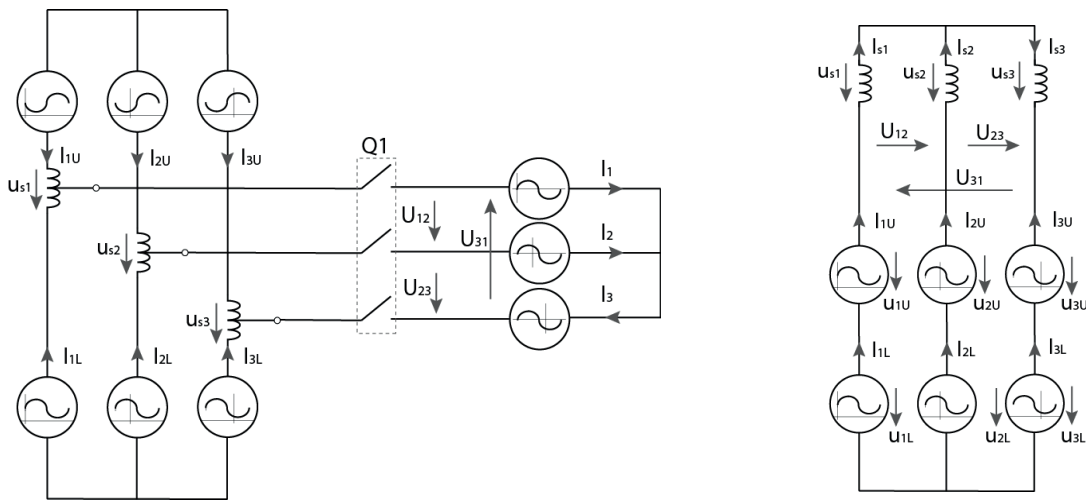 I1U
I2U
I3U
us1
us2
us3
I1L
I2L
I3L
Q1
U12
U31
U23
I1
I2
I3
Is1
Is2
Is3
us1
us2
us3
U12
U23
U31
I1U
I2U
I3U
u1U
u2U
u3U
I1L
I2L
I3L
u1L
u2L
u3L